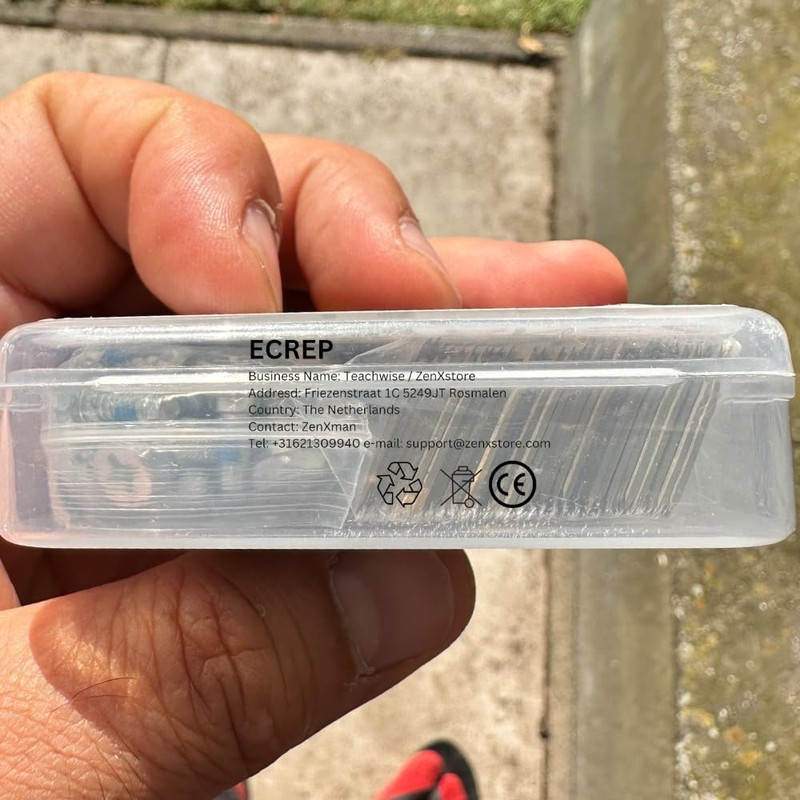 ECREP
Business Name: Teachwise / ZenXstore
Addresd: Friezenstraat 1C 5249JT Rosmalen
Country: The Netherlands
Contact: ZenXman
Tel: +31621309940 e-mail: support@zenxstore.com
CE